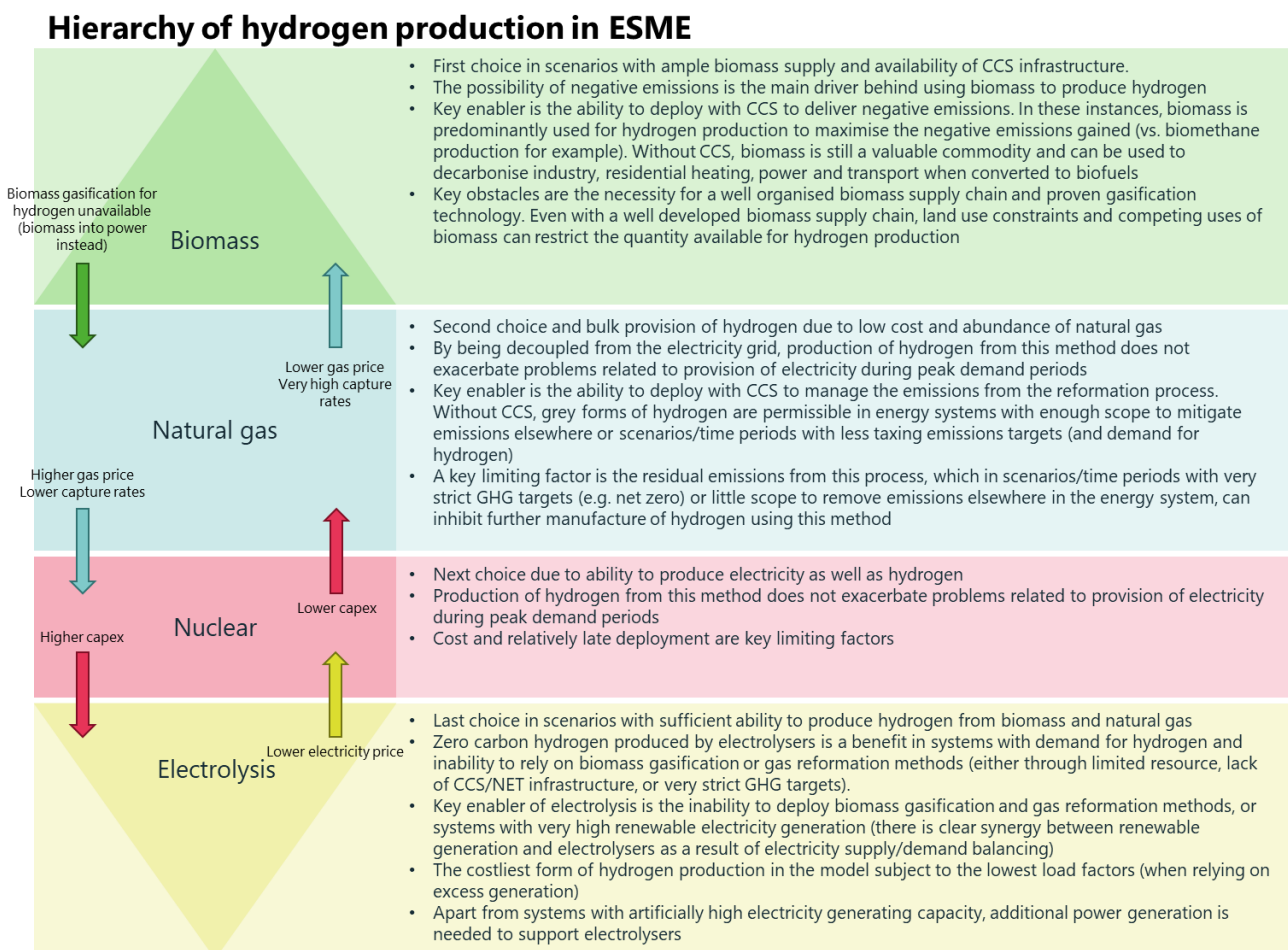 Hierarchy of hydrogen production in ESME
Biomass gasification for
hydrogen unavailable
(biomass into power
instead)
Biomass
• First choice in scenarios with ample biomass supply and availability of CCS infrastructure.
• The possibility of negative emissions is the main driver behind using biomass to produce hydrogen
• Key enabler is the ability to deploy with CCS to deliver negative emissions. In these instances, biomass is
predominantly used for hydrogen production to maximise the negative emissions gained (vs. biomethane
production for example). Without CCS, biomass is still a valuable commodity and can be used to
decarbonise industry, residential heating, power and transport when converted to biofuels
• Key obstacles are the necessity for a well organised biomass supply chain and proven gasification
technology. Even with a well developed biomass supply chain, land use constraints and competing uses of
biomass can restrict the quantity available for hydrogen production
Lower gas price
Very high capture
rates
Natural gas
Higher gas price
Lower capture rates
• Second choice and bulk provision of hydrogen due to low cost and abundance of natural gas
• By being decoupled from the electricity grid, production of hydrogen from this method does not
exacerbate problems related to provision of electricity during peak demand periods
• Key enabler is the ability to deploy with CCS to manage the emissions from the reformation process.
Without CCS, grey forms of hydrogen are permissible in energy systems with enough scope to mitigate
emissions elsewhere or scenarios/time periods with less taxing emissions targets (and demand for
hydrogen)
• A key limiting factor is the residual emissions from this process, which in scenarios/time periods with very
strict GHG targets (e.g. net zero) or little scope to remove emissions elsewhere in the energy system, can
inhibit further manufacture of hydrogen using this method
Lower capex
Nuclear
Higher capex
• Next choice due to ability to produce electricity as well as hydrogen
• Production of hydrogen from this method does not exacerbate problems related to provision of electricity
during peak demand periods
• Cost and relatively late deployment are key limiting factors
Lower electricity price
Electrolysis
• Last choice in scenarios with sufficient ability to produce hydrogen from biomass and natural gas
• Zero carbon hydrogen produced by electrolysers is a benefit in systems with demand for hydrogen and
inability to rely on biomass gasification or gas reformation methods (either through limited resource, lack
of CCS/NET infrastructure, or very strict GHG targets).
• Key enabler of electrolysis is the inability to deploy biomass gasification and gas reformation methods, or
systems with very high renewable electricity generation (there is clear synergy between renewable
generation and electrolysers as a result of electricity supply/demand balancing)
• The costliest form of hydrogen production in the model subject to the lowest load factors (when relying on
excess generation)
• Apart from systems with artificially high electricity generating capacity, additional power generation is
needed to support electrolysers